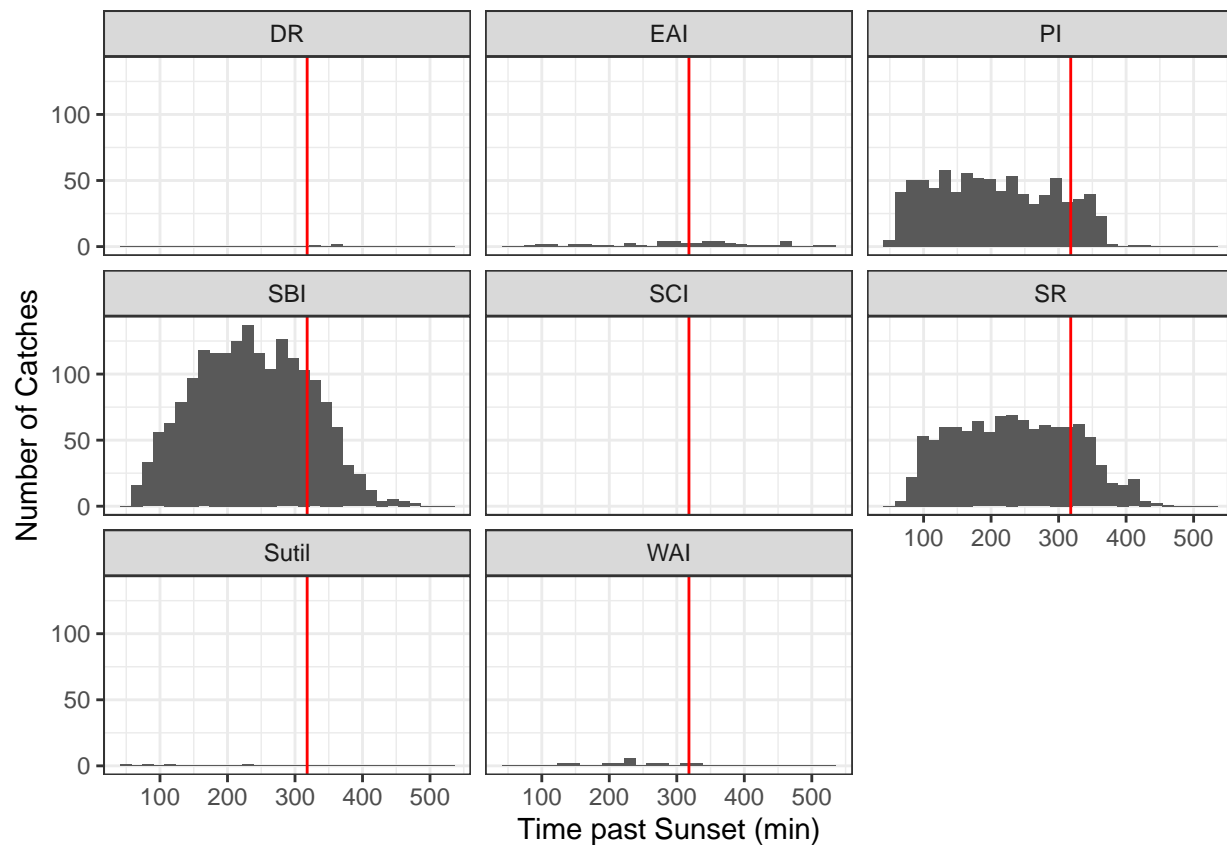 DR EAI PI
100
50
0
SBI SCI SR
100
50
0
100 200 300 400 500
Sutil WAI
100
50
0
100 200 300 400 500 100 200 300 400 500
Time past Sunset (min)
Number of Catches